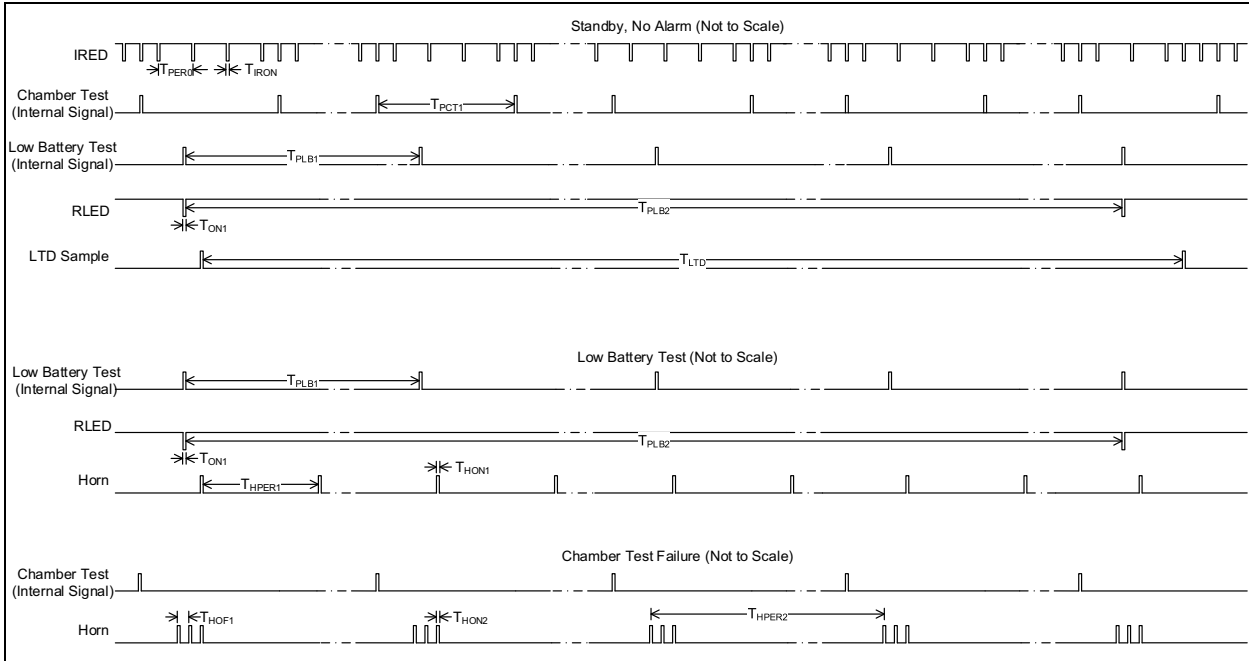 Standby, No Alarm (Not to Scale)
IRED
TPER0
TIRON
Chamber Test
(Internal Signal)
TPCT1
Low Battery Test
(Internal Signal)
TPLB1
RLED
TPLB2
TON1
LTD Sample
TLTD
Low Battery Test (Not to Scale)
Low Battery Test
(Internal Signal)
TPLB1
RLED
TPLB2
TON1
THON1
Horn
THPER1
Chamber Test Failure (Not to Scale)
Chamber Test
(Internal Signal)
THOF1
THON2
THPER2
Horn